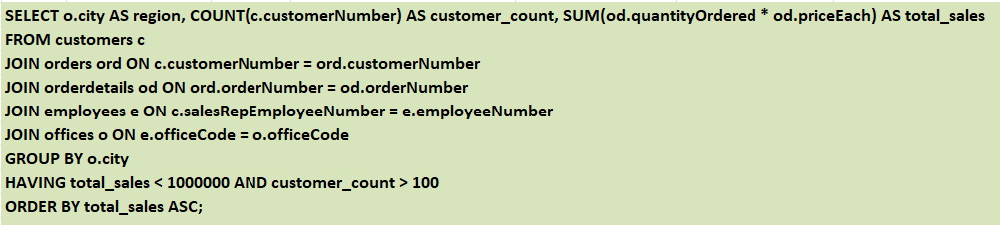 SELECT o.city AS region, COUNT(c.customerNumber) AS customer_count, SUM(od.quantityOrdered * od.priceEach) AS total_sales
FROM customers c
JOIN orders ord ON c.customerNumber = ord.customerNumber
JOIN orderdetails od ON ord.orderNumber = od.orderNumber
JOIN employees e ON c.salesRepEmployeeNumber = e.employeeNumber
JOIN offices o ON e.officeCode = o.officeCode
GROUP BY o.city
HAVING total_sales < 1000000 AND customer_count > 100
ORDER BY total_sales ASC;